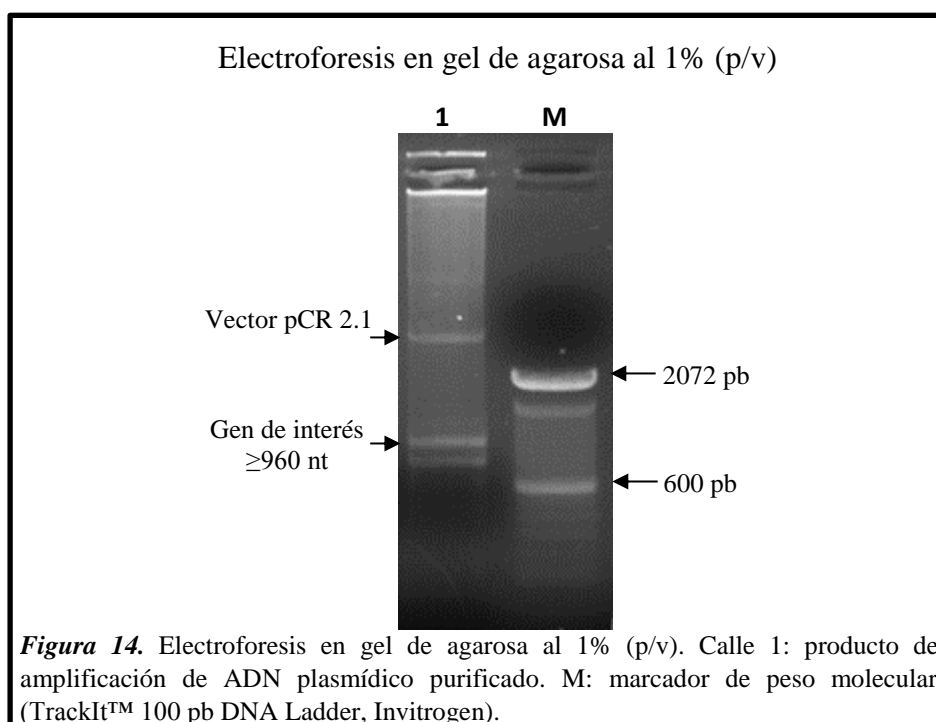 Electroforesis en gel de agarosa al 1% (p/v)
1 M
Vector pCR 2.1
2072 pb
Gen de interés
≥960 nt
600 pb
Figura 14. Electroforesis en gel de agarosa al 1% (p/v). Calle 1: producto de
amplificación de ADN plasmídico purificado. M: marcador de peso molecular
(TrackIt™ 100 pb DNA Ladder, Invitrogen).